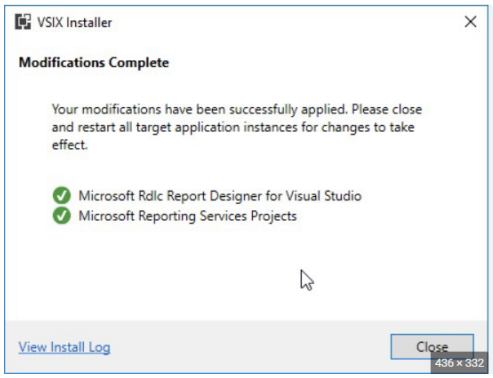 VSIX Installer
Modifications Complete
Your modifications have been successfully applied. Please close
and restart all target application instances for changes to take
effect.
Microsoft Rdlc Report Designer for Visual Studio
Microsoft Reporting Services Projects
View Install Log
Close
436 × 332